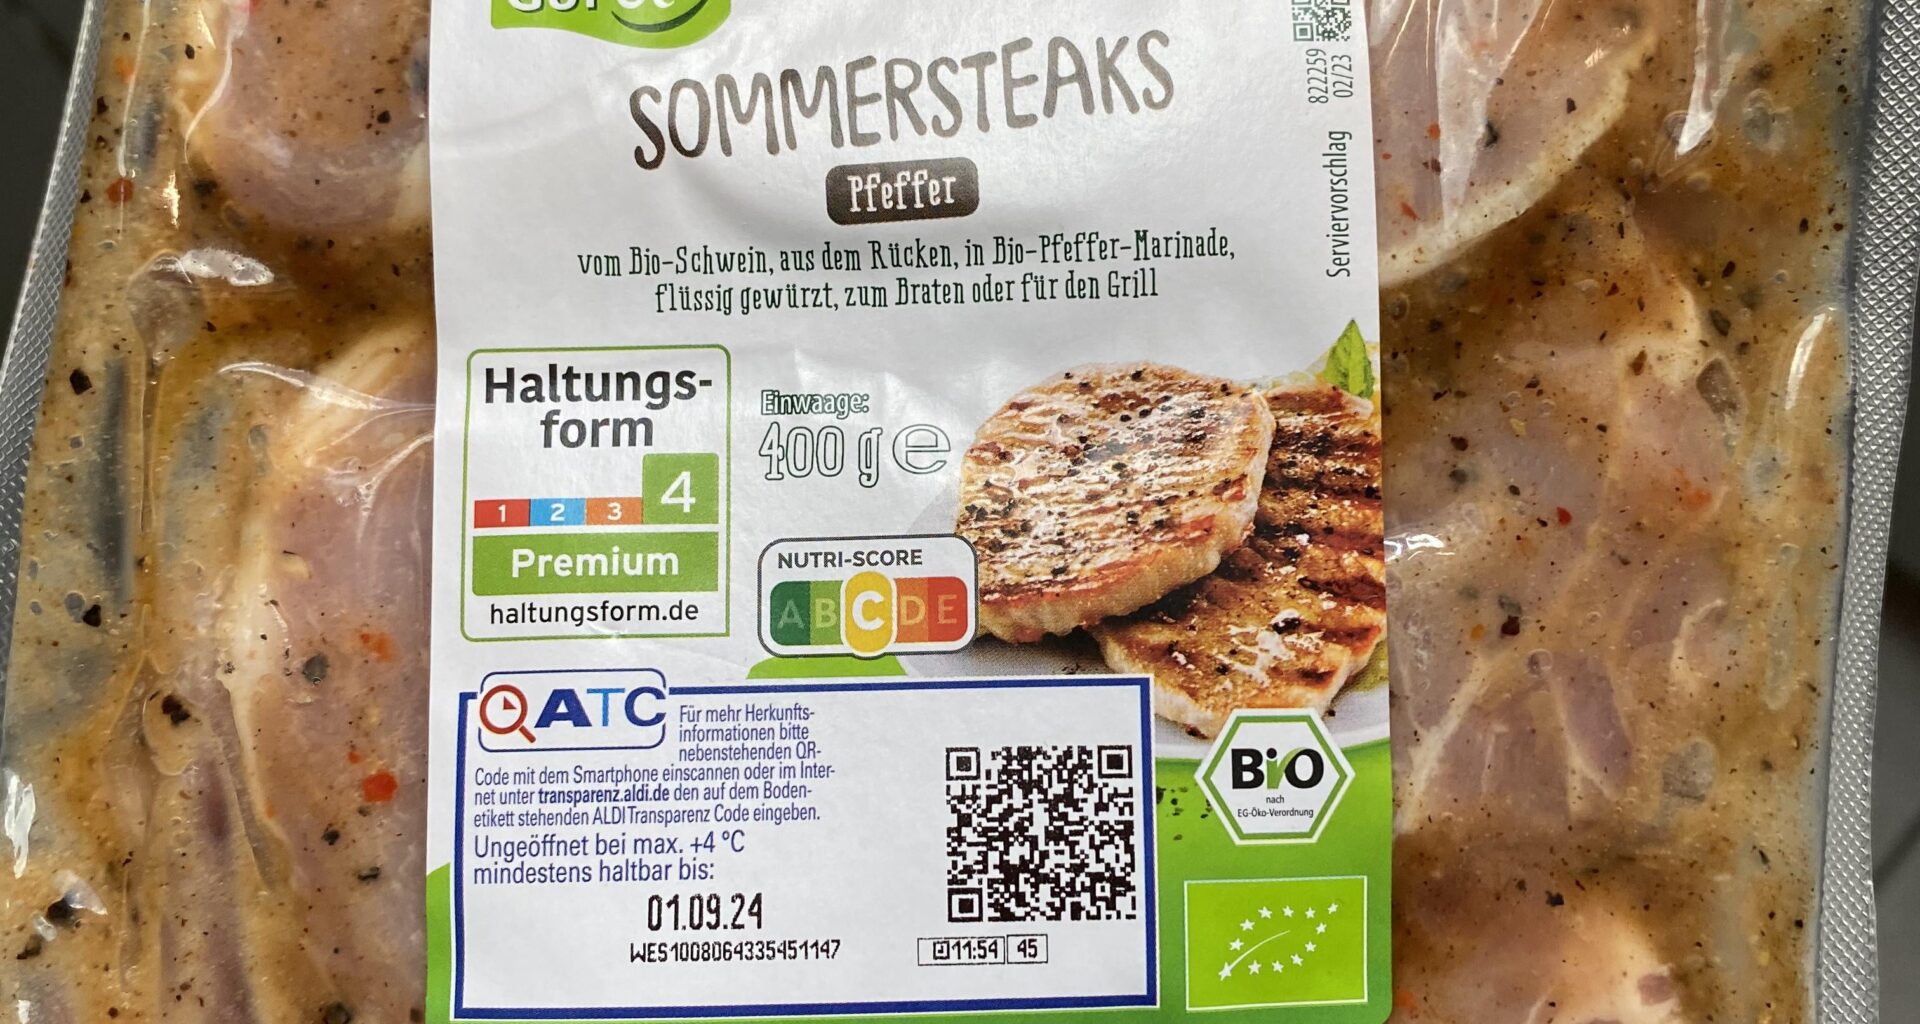 SOMMERSTEAKS
Pfeffer
vom Bio-Schwein, aus dem Rücken, in Bio-Pfeffer-Marinade,
flüssig gewürzt, zum Braten oder für den Grill
822259
02/23
Serviervorschlag
Haltungs-
form
1 2 3 4
Premium
haltungsform.de
Einwaage:
400 g e
NUTRI-SCORE
A B C D E
ATC
Für mehr Herkunfts-
informationen bitte
nebenstehenden QR-
Code mit dem Smartphone einscannen oder im Inter-
net unter transparenz.aldi.de den auf dem Boden-
etikett stehenden ALDI Transparenz Code eingeben.
Ungeöffnet bei max. +4 °C
mindestens haltbar bis:
01.09.24
WES1008064335451147
11:54 45
BiO
nach
EG-Öko-Verordnung